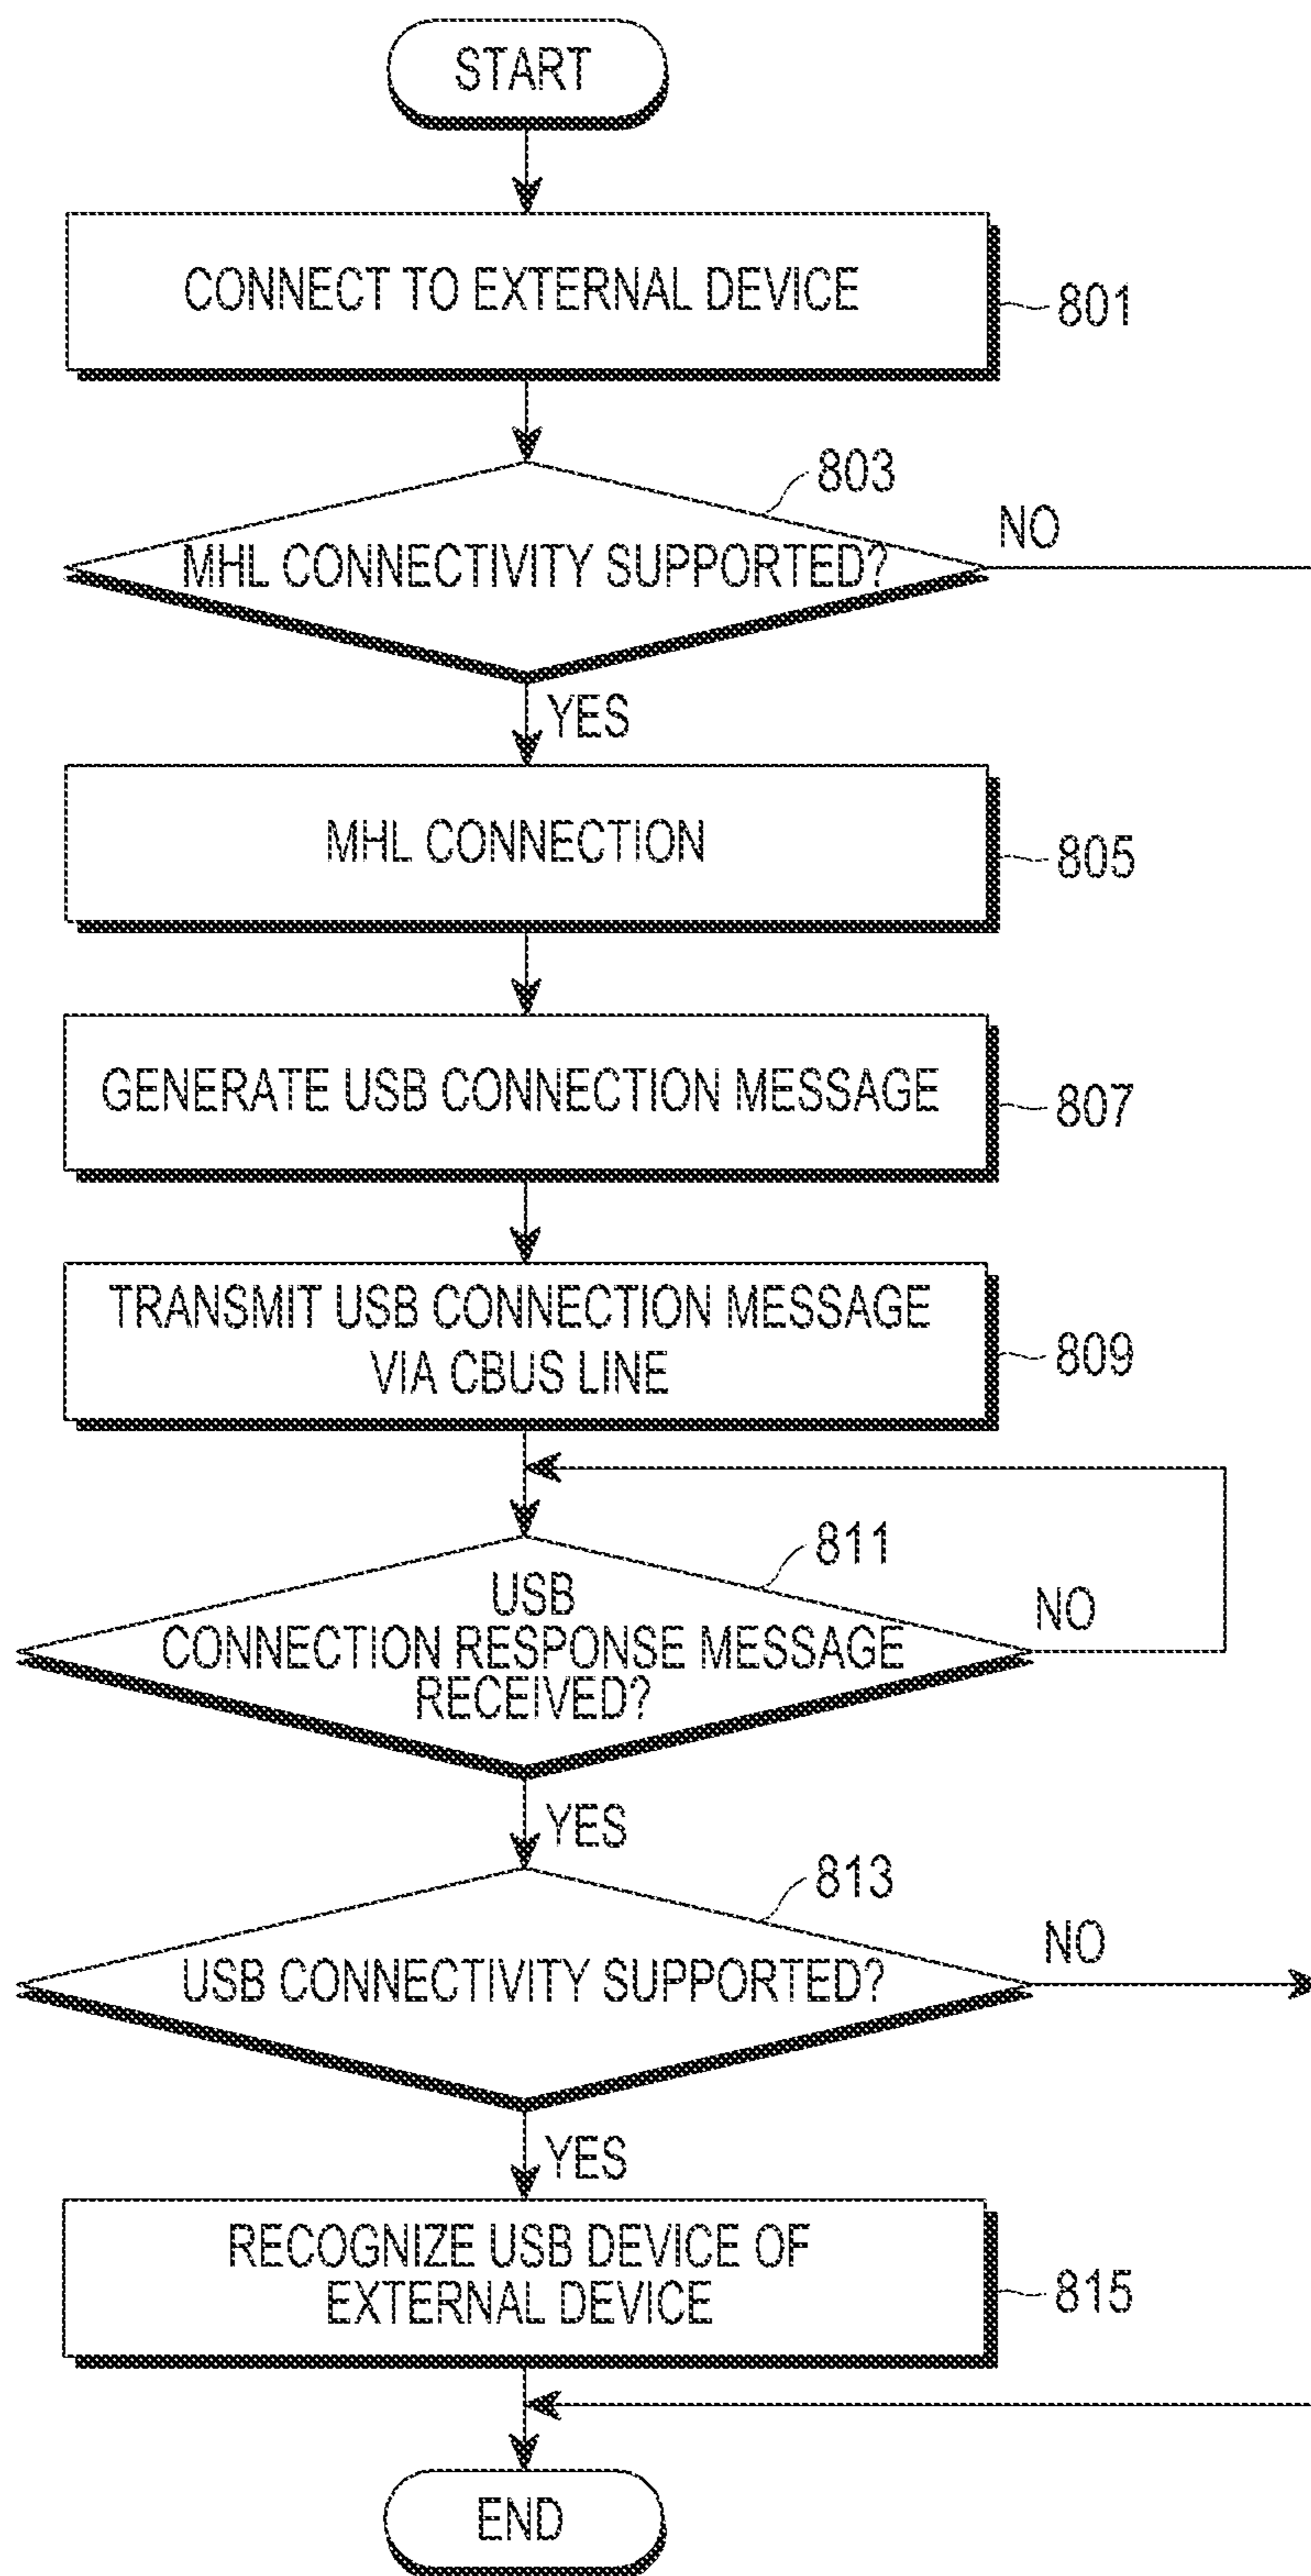 START
CONNECT TO EXTERNAL DEVICE
801
803
MHL CONNECTIVITY SUPPORTED?
NO
YES
MHL CONNECTION
805
GENERATE USB CONNECTION MESSAGE
807
TRANSMIT USB CONNECTION MESSAGE
VIA CBUS LINE
809
811
USB
CONNECTION RESPONSE MESSAGE
RECEIVED?
NO
YES
813
USB CONNECTIVITY SUPPORTED?
NO
YES
RECOGNIZE USB DEVICE OF
EXTERNAL DEVICE
815
END